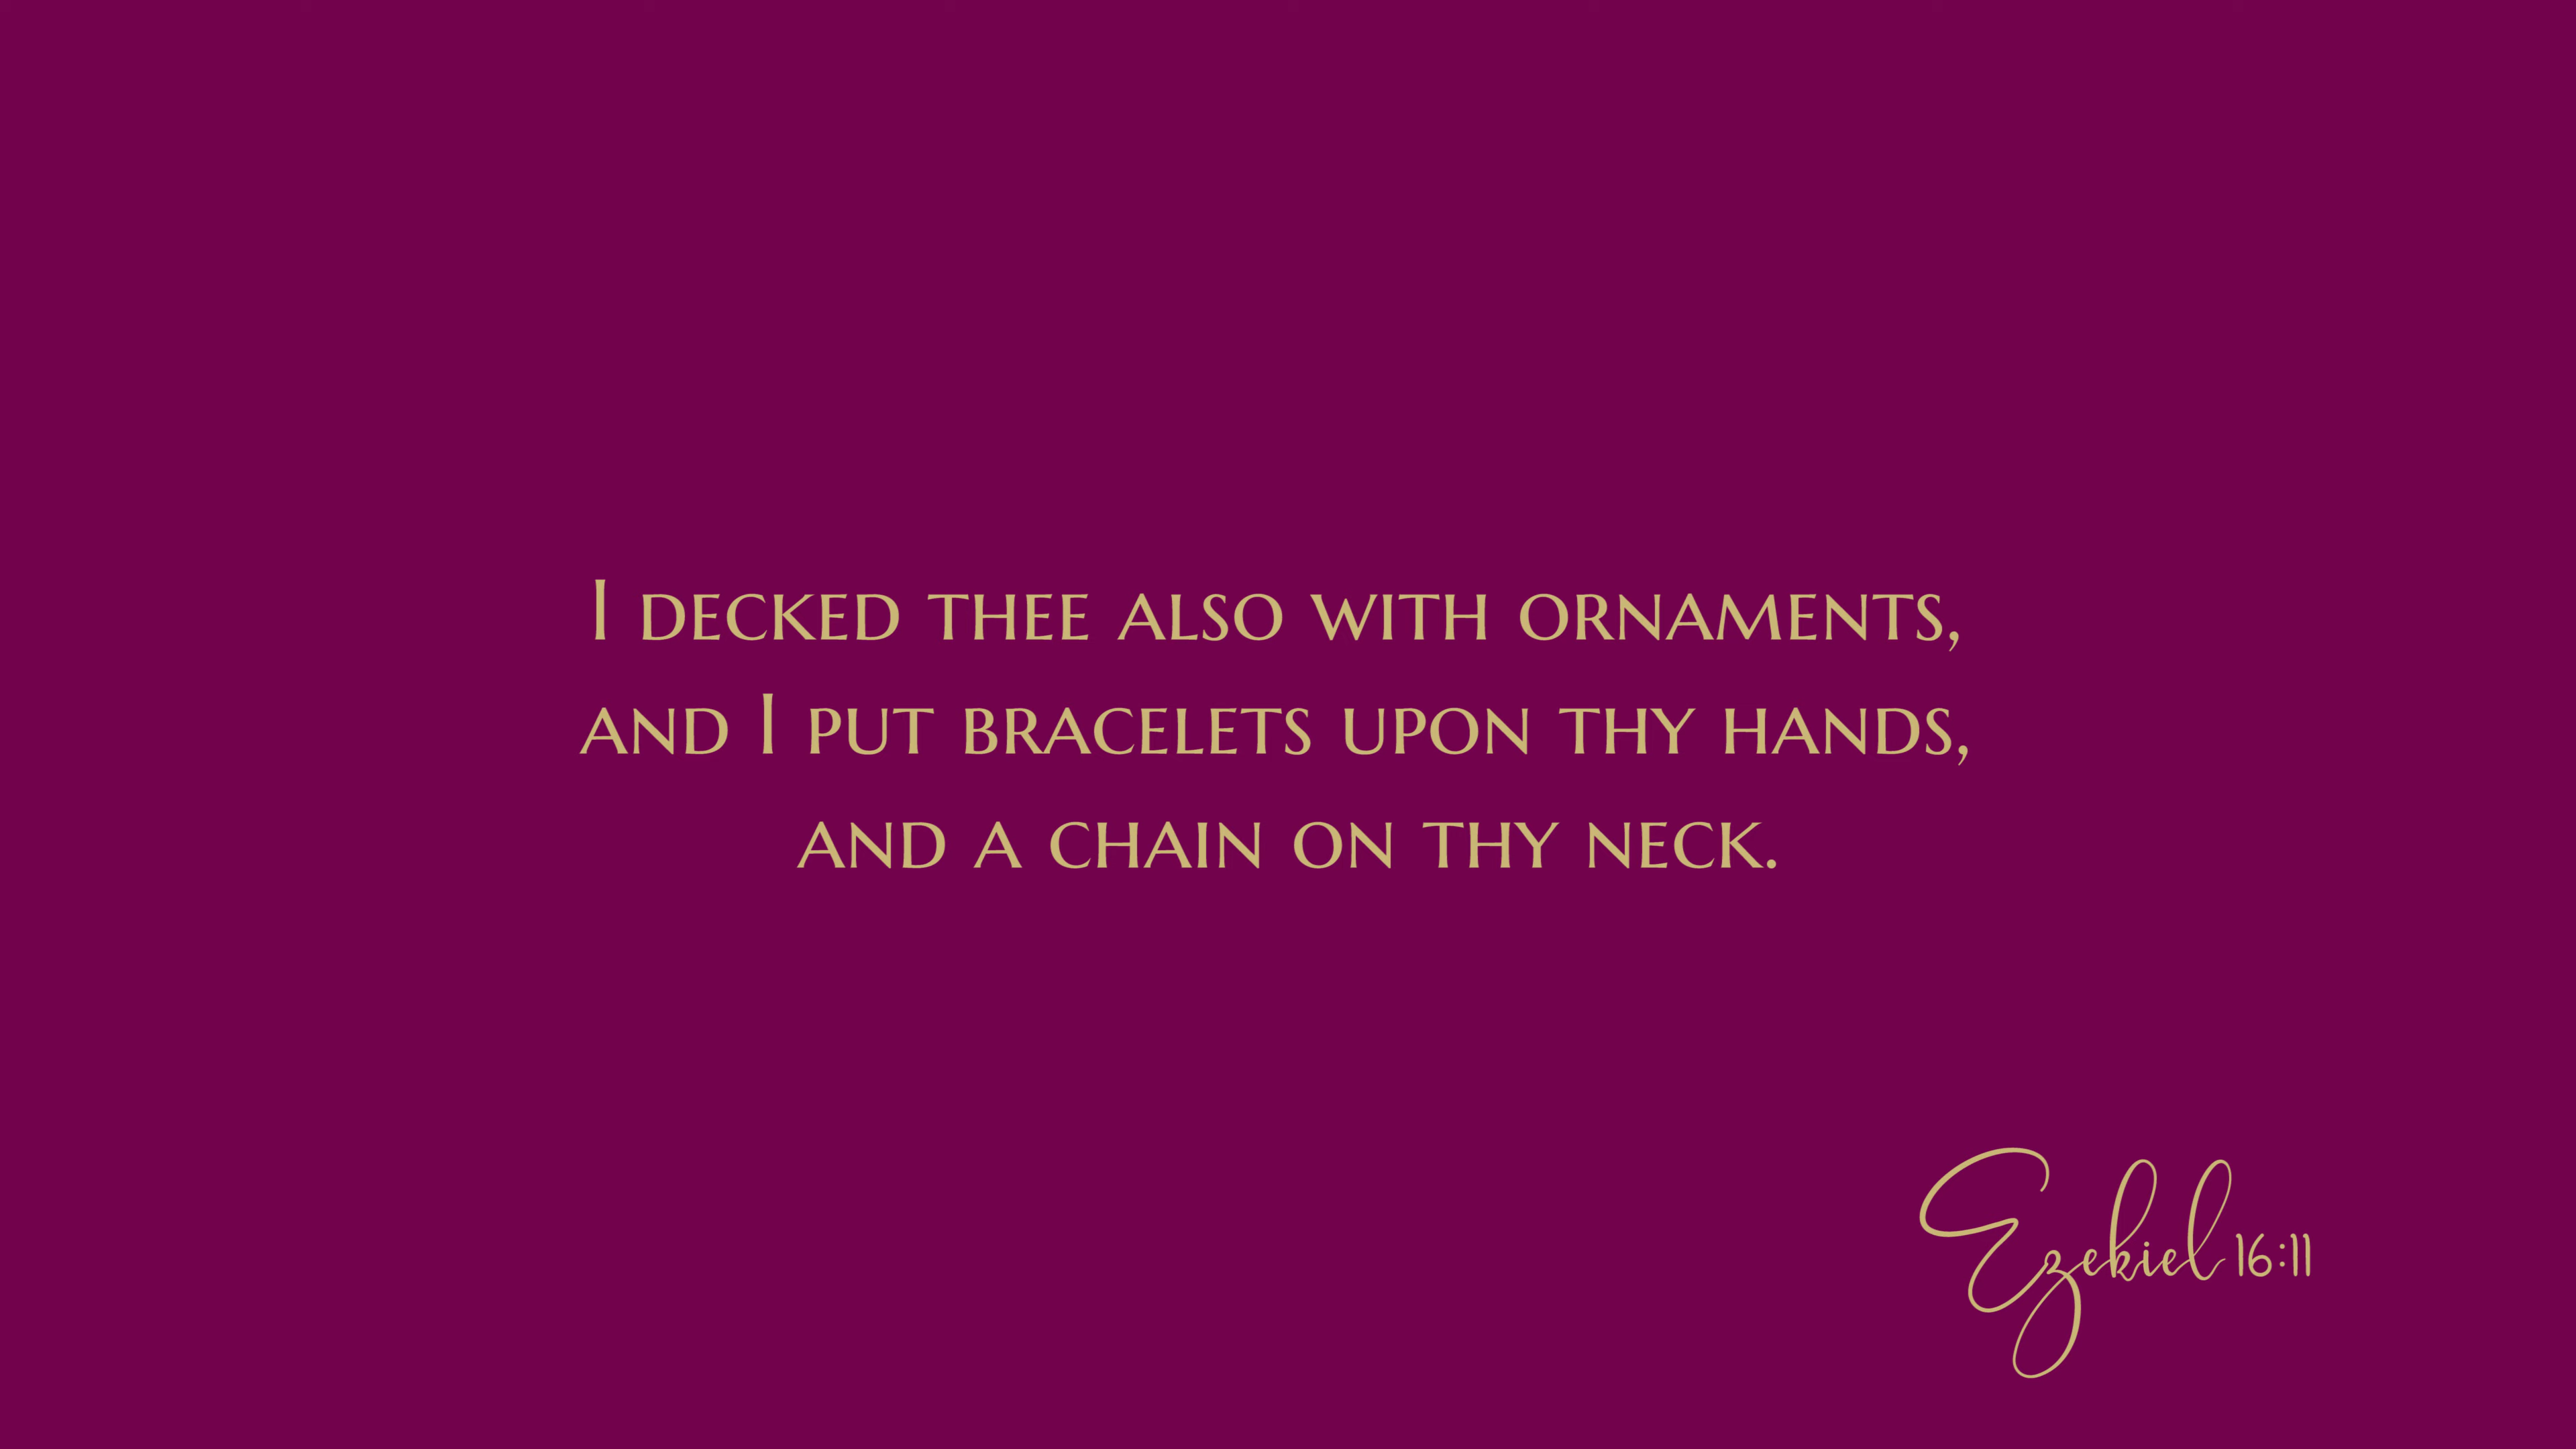 I decked thee also with ornaments,
and I put bracelets upon thy hands,
and a chain on thy neck.
Ezekiel 16:11